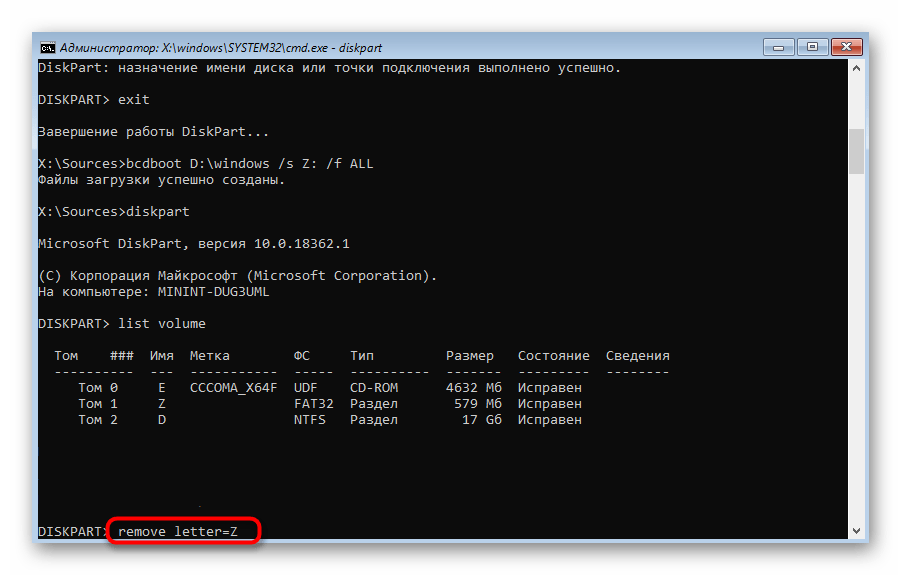 Администратор: X:\windows\SYSTEM32\cmd.exe - diskpart
DiskPart: назначение имени диска или точки подключения выполнено успешно.
DISKPART> exit
Завершение работы DiskPart...
X:\Sources>bcdboot D:\windows /s Z: /f ALL
Файлы загрузки успешно созданы.
X:\Sources>diskpart
Microsoft DiskPart, версия 10.0.18362.1
(C) Корпорация Майкрософт (Microsoft Corporation).
На компьютере: MININT-DUG3UML
DISKPART> list volume
Том ### Имя Метка ФС Тип Размер Состояние Сведения
---------- --- ----------- ----- ---------- ------- --------- --------
Том 0 E CCCOMA_X64F UDF CD-ROM 4632 Mб Исправен
Том 1 Z FAT32 Раздел 579 Mб Исправен
Том 2 D NTFS Раздел 17 Gб Исправен
DISKPART> remove letter=Z